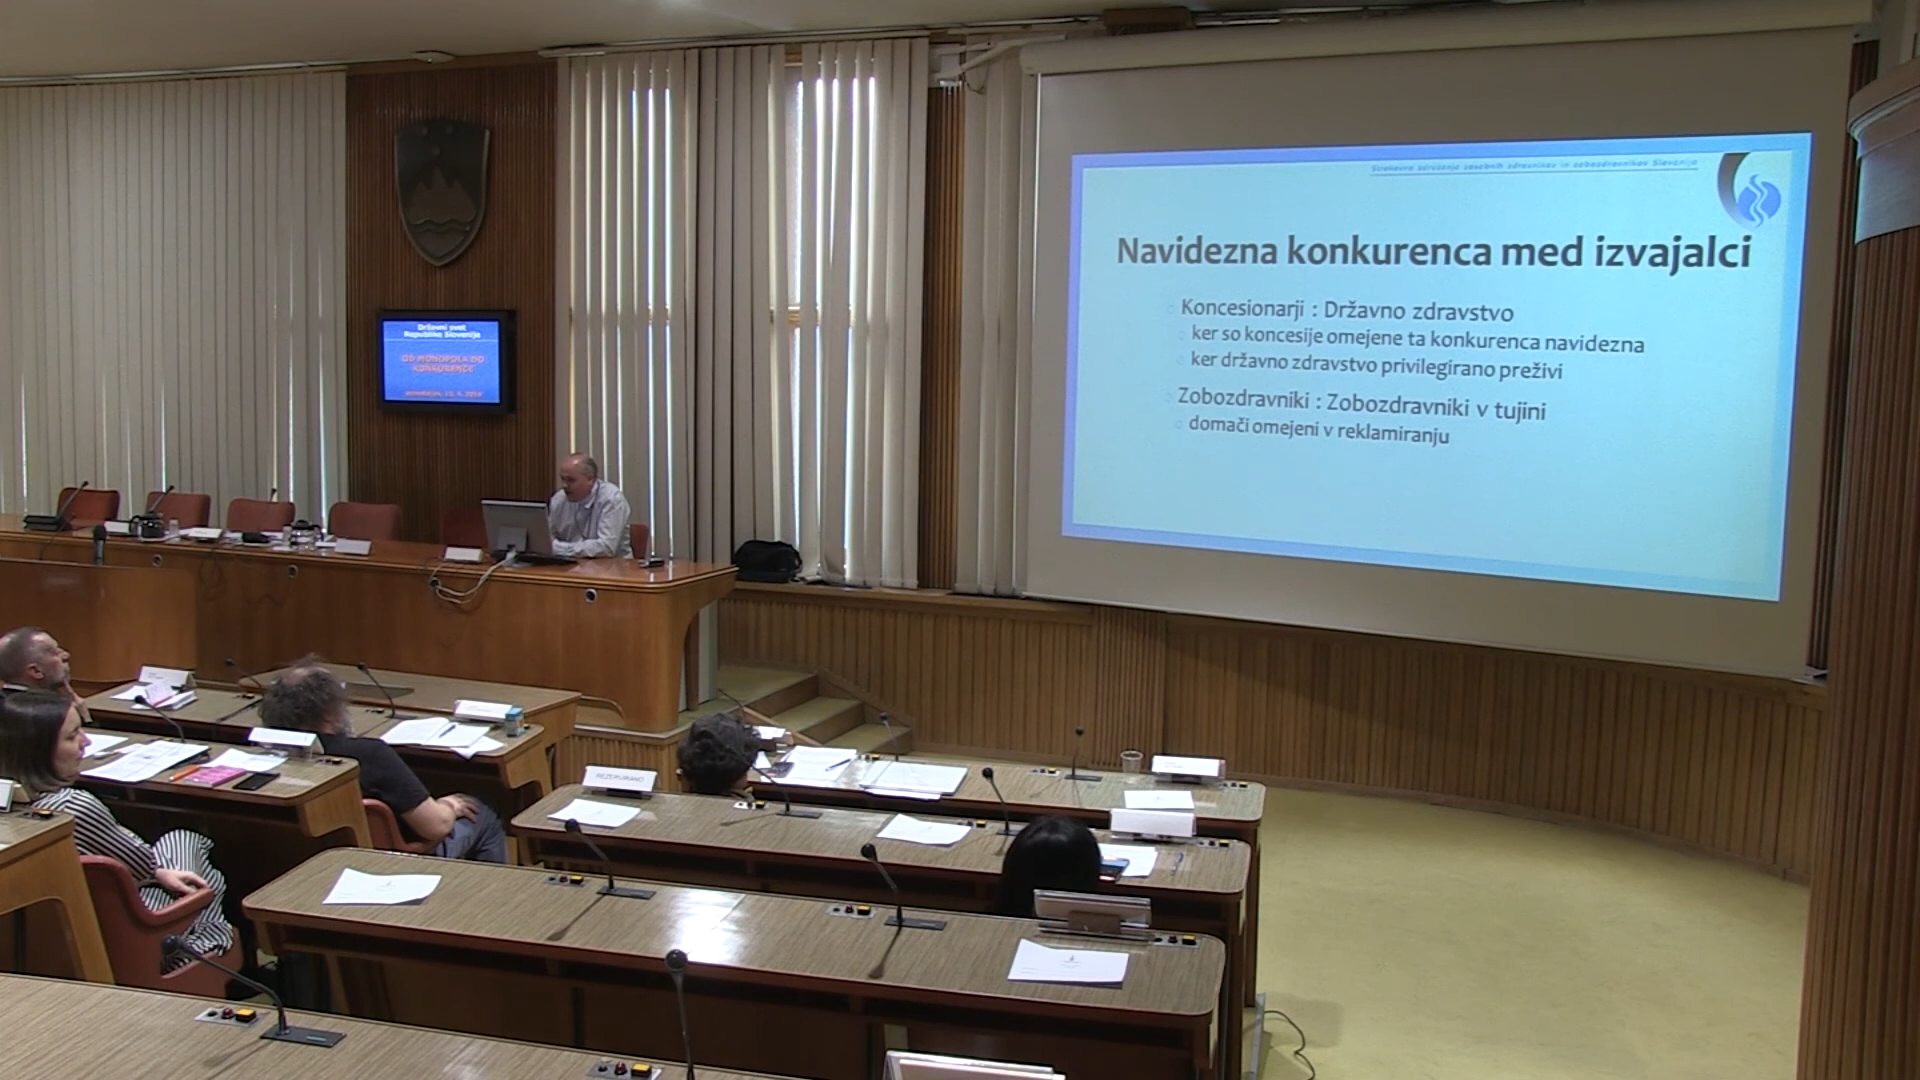 Strokovno združenje zasebnih zdravnikov in zobozdravnikov Slovenije
Navidezna konkurenca med izvajalci
Koncesionarji : Državno zdravstvo
ker so koncesije omejene ta konkurenca navidezna
ker državno zdravstvo privilegirano preživi
Zobozdravniki : Zobozdravniki v tujini
domači omejeni v reklamiranju
Državni svet
Republike Slovenije
OD MONOPOLA DO
KONKURENCE
REZERVIRANO